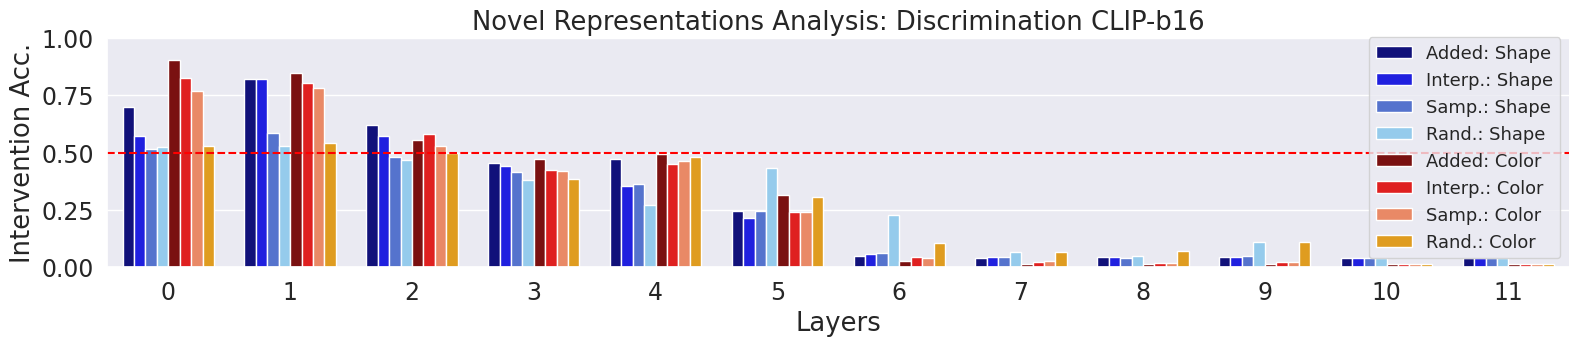 Novel Representations Analysis: Discrimination CLIP-b16
Intervention Acc.
1.00
0.75
0.50
0.25
0.00
Added: Shape
Interp.: Shape
Samp.: Shape
Rand.: Shape
Added: Color
Interp.: Color
Samp.: Color
Rand.: Color
0 1 2 3 4 5 6 7 8 9 10 11
Layers